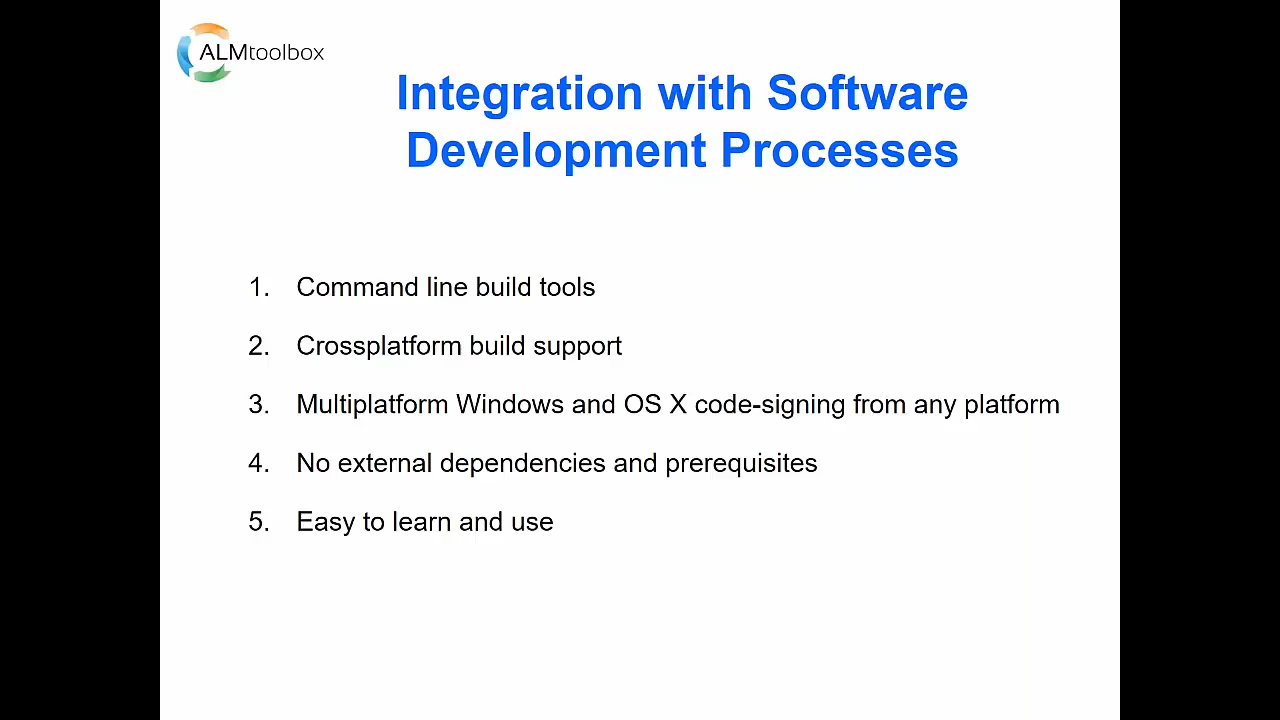 ALMtoolbox
Integration with Software
Development Processes
1. Command line build tools
2. Crossplatform build support
3. Multiplatform Windows and OS X code-signing from any platform
4. No external dependencies and prerequisites
5. Easy to learn and use